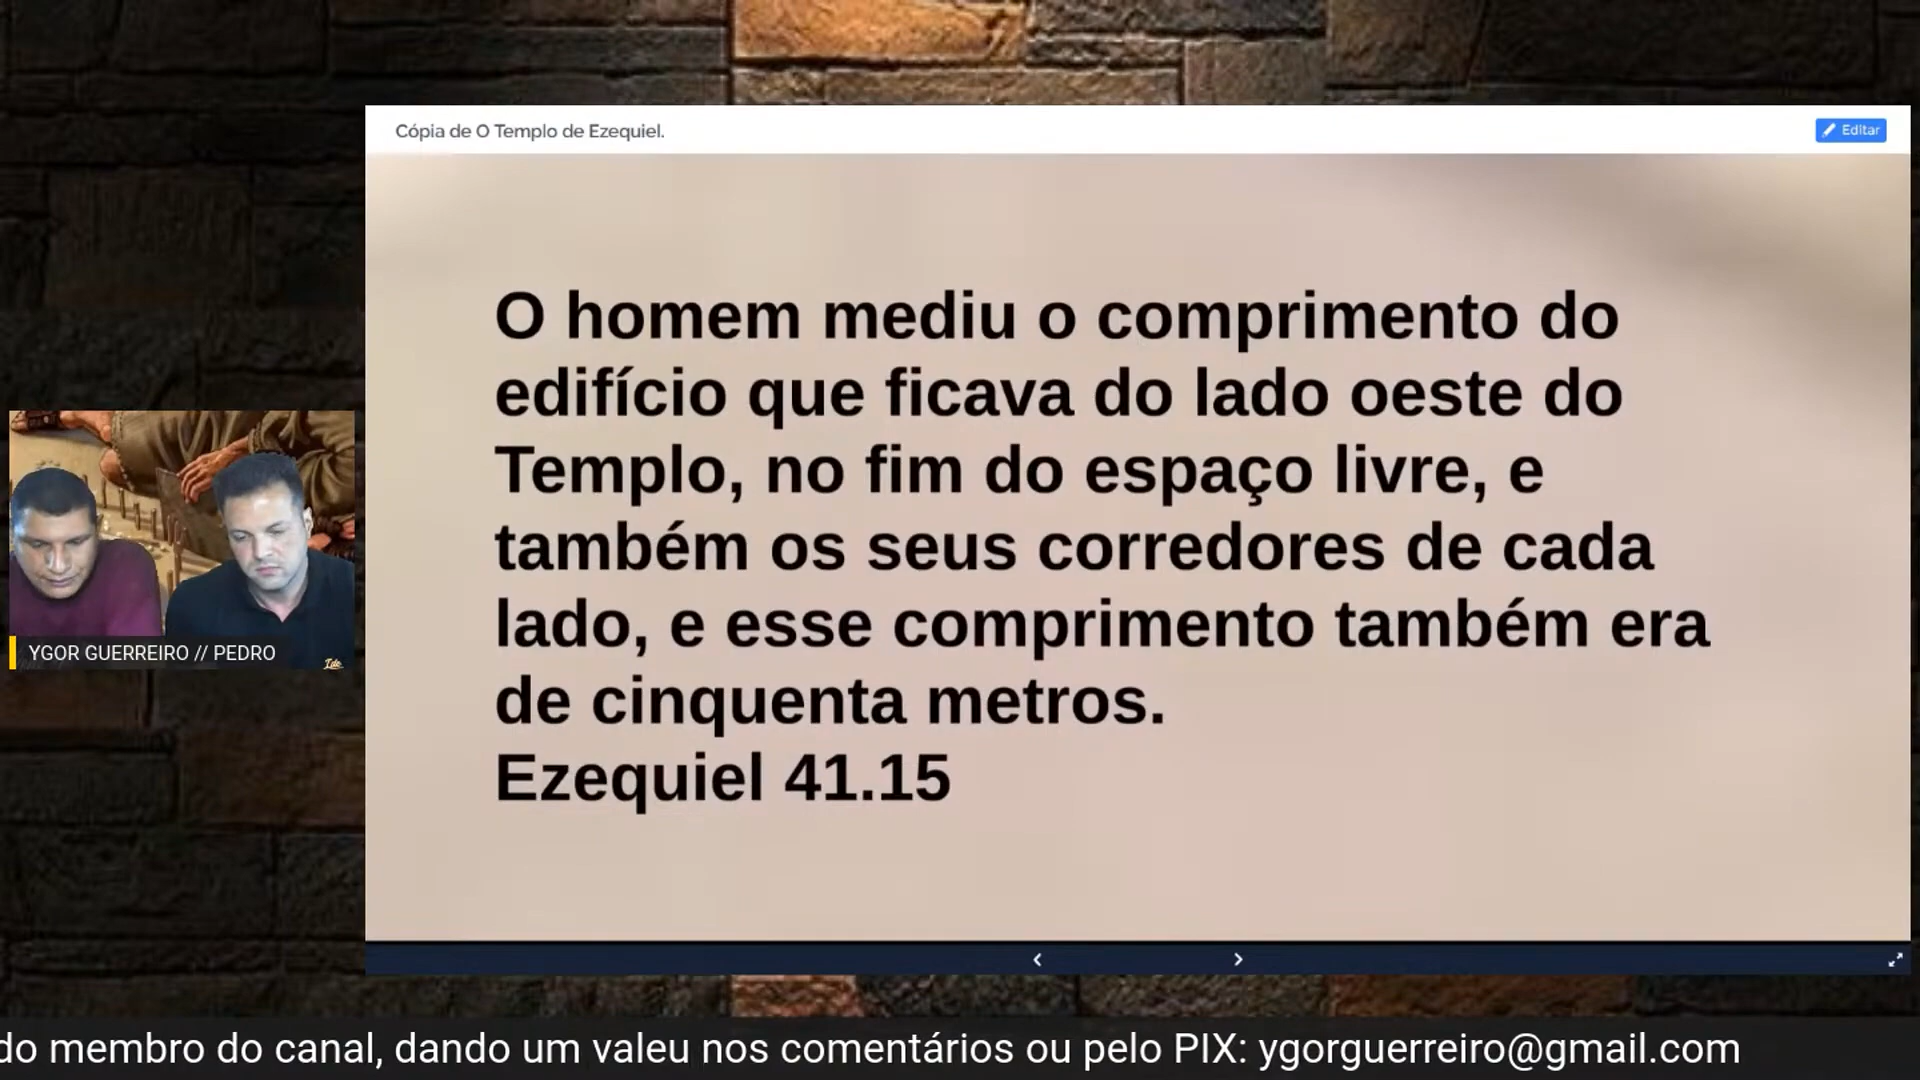 Cópia de O Templo de Ezequiel.
Editar
O homem mediu o comprimento do
edifício que ficava do lado oeste do
Templo, no fim do espaço livre, e
também os seus corredores de cada
lado, e esse comprimento também era
de cinquenta metros.
Ezequiel 41.15
YGOR GUERREIRO // PEDRO
do membro do canal, dando um valeu nos comentários ou pelo PIX: ygorguerreiro@gmail.com